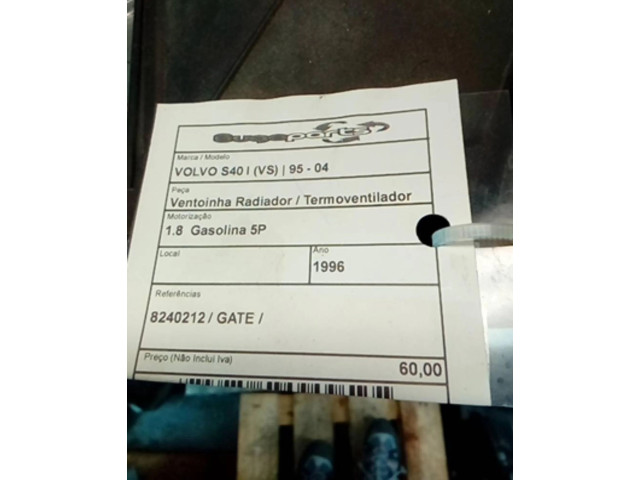 Marca / Modelo
VOLVO S40 I (VS) | 95 - 04
Peça
Ventoinha Radiador / Termoventilador
Motorização
1.8 Gasolina 5P
Local
Ano
1996
Referências
8240212 / GATE /
Preço (Não Inclui Iva)
60,00